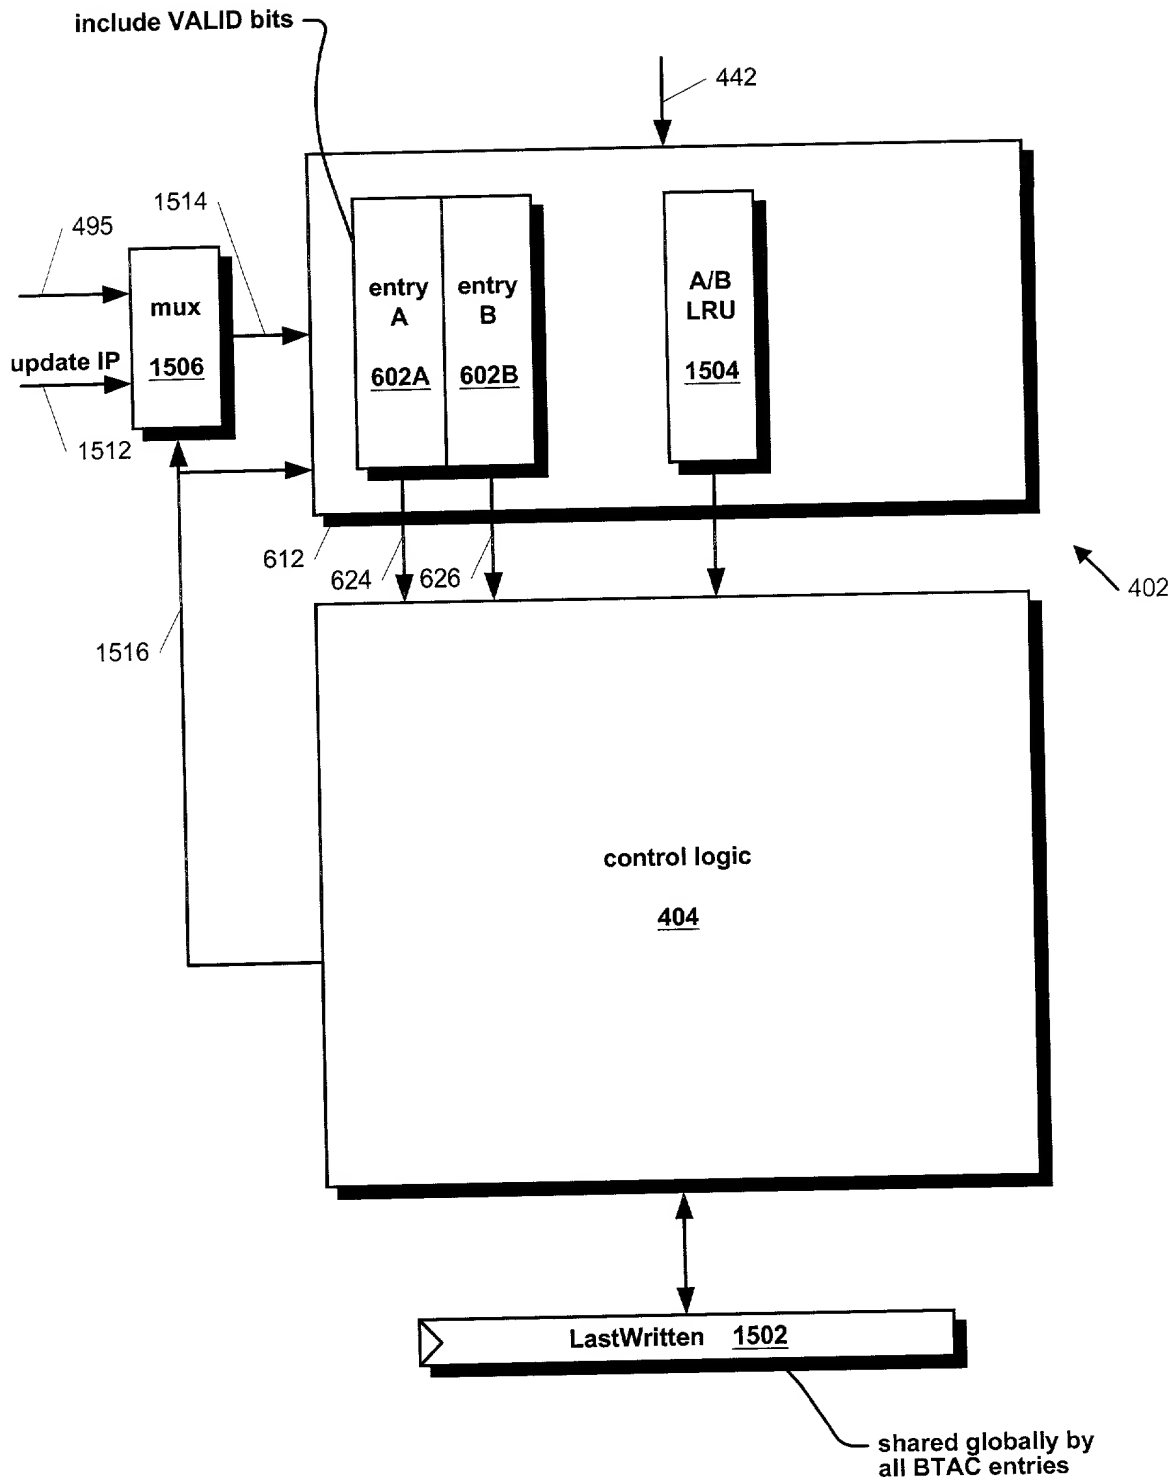 include VALID bits
442
1514
495
mux
1506
update IP
1512
entry
A
602A
entry
B
602B
A/B
LRU
1504
612
624
626
402
1516
control logic
404
LastWritten 1502
shared globally by
all BTAC entries